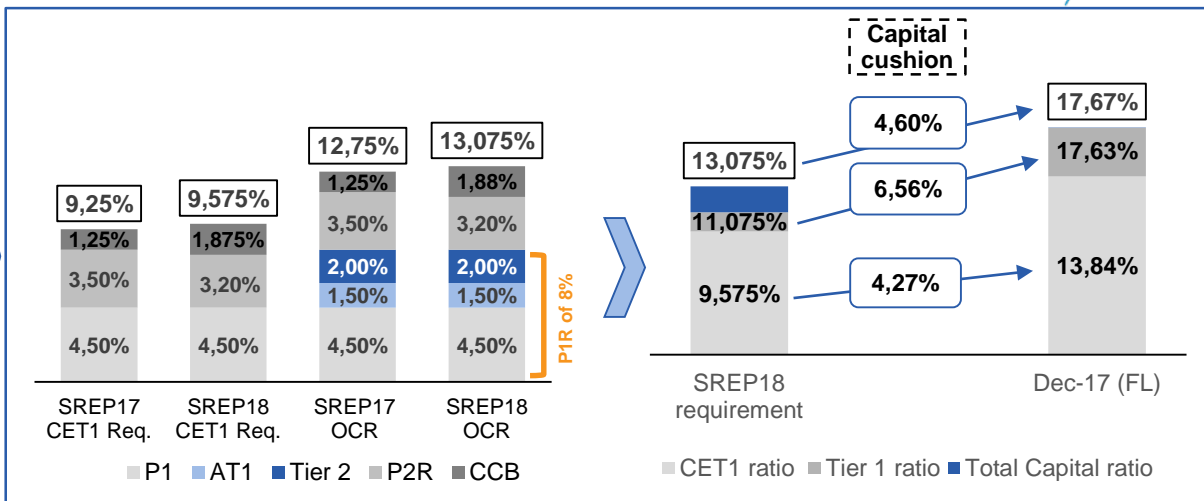 9,25%
1,25%
3,50%
4,50%
SREP17
CET1 Req.
9,575%
1,875%
3,20%
4,50%
SREP18
CET1 Req.
12,75%
1,25%
3,50%
2,00%
1,50%
4,50%
SREP17
OCR
13,075%
1,88%
3,20%
2,00%
1,50%
4,50%
SREP18
OCR
P1R of 8%
P1 AT1 Tier 2 P2R CCB
Capital
cushion
13,075%
11,075%
9,575%
SREP18
requirement
4,60%
6,56%
4,27%
17,67%
17,63%
13,84%
Dec-17 (FL)
CET1 ratio Tier 1 ratio Total Capital ratio